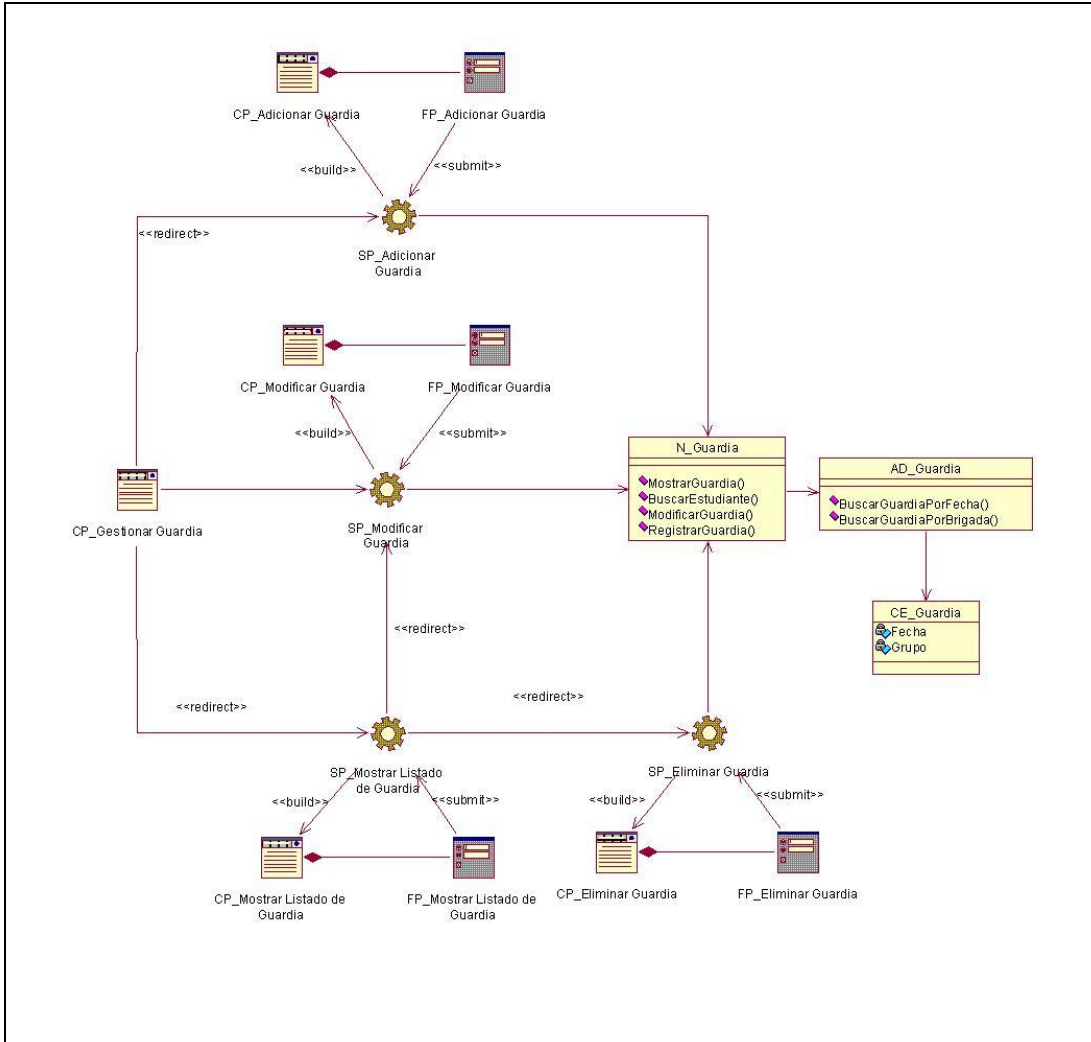 CP_Adicionar Guardia
FP_Adicionar Guardia
<<build>>
<<submit>>
<<redirect>>
SP_Adicionar
Guardia
CP_Modificar Guardia
FP_Modificar Guardia
<<build>>
<<submit>>
CP_Gestionar Guardia
SP_Modificar
Guardia
N_Guardia
MostrarGuardia()
BuscarEstudiante()
ModificarGuardia()
RegistrarGuardia()
AD_Guardia
BuscarGuardiaPorFecha()
BuscarGuardiaPorBrigada()
CE_Guardia
Fecha
Grupo
<<redirect>>
<<redirect>>
<<redirect>>
SP_Mostrar Listado
de Guardia
SP_Eliminar Guardia
<<build>>
<<submit>>
<<build>>
<<submit>>
CP_Mostrar Listado de
Guardia
FP_Mostrar Listado de
Guardia
CP_Eliminar Guardia
FP_Eliminar Guardia